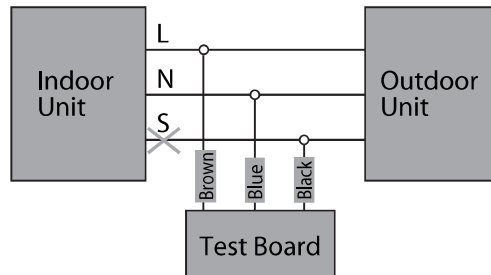 L
Indoor
Unit
N
S
Outdoor
Unit
Brown
Blue
Black
Test Board